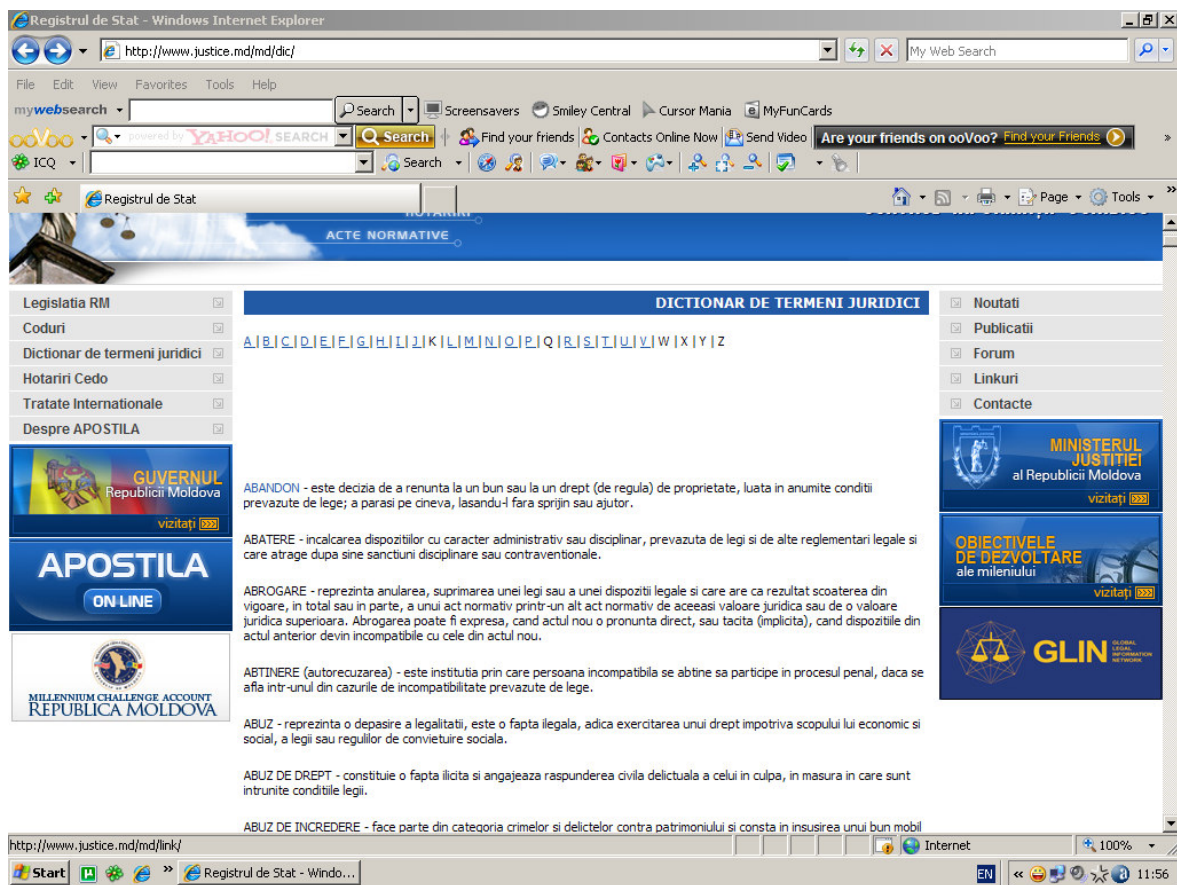 Registrul de Stat - Windows Internet Explorer
http://www.justice.md/md/dic/
My Web Search
File Edit View Favorites Tools Help
mywebsearch Search Screensavers Smiley Central Cursor Mania MyFunCards
ooVoo powered by YAHOO! SEARCH Search Find your friends Contacts Online Now Send Video Are your friends on ooVoo? Find your Friends »
ICQ Search
Registrul de Stat Page Tools »
ACTE NORMATIVE
Legislatia RM
Coduri
Dictionar de termeni juridici
Hotariri Cedo
Tratate Internationale
Despre APOSTILA
GUVERNUL
Republicii Moldova
vizitați
APOSTILA
ON-LINE
MILLENNIUM CHALLENGE ACCOUNT
REPUBLICA MOLDOVA
DICTIONAR DE TERMENI JURIDICI
A|B|C|D|E|F|G|H|I|J|K|L|M|N|O|P|Q|R|S|T|U|V|W|X|Y|Z
ABANDON - este decizia de a renunta la un bun sau la un drept (de regula) de proprietate, luata in anumite conditii
prevazute de lege; a parasi pe cineva, lasandu-l fara sprijin sau ajutor.
ABATERE - incalcarea dispozitiilor cu caracter administrativ sau disciplinar, prevazuta de legi si de alte reglementari legale si
care atrage dupa sine sanctiuni disciplinare sau contraventionale.
ABROGARE - reprezinta anularea, suprimarea unei legi sau a unei dispozitii legale si care are ca rezultat scoaterea din
vigoare, in total sau in parte, a unui act normativ printr-un alt act normativ de aceeasi valoare juridica sau de o valoare
juridica superioara. Abrogarea poate fi expresa, cand actul nou o pronunta direct, sau tacita (implicita), cand dispozitiile din
actul anterior devin incompatibile cu cele din actul nou.
ABTINERE (autorecuzarea) - este institutia prin care persoana incompatibila se abtine sa participe in procesul penal, daca se
afla intr-unul din cazurile de incompatibilitate prevazute de lege.
ABUZ - reprezinta o depasire a legalitatii, este o fapta ilegala, adica exercitarea unui drept impotriva scopului lui economic si
social, a legii sau regulilor de convietuire sociala.
ABUZ DE DREPT - constituie o fapta ilicita si angajeaza raspunderea civila delictuala a celui in culpa, in masura in care sunt
intrunite conditiile legii.
ABUZ DE INCREDERE - face parte din categoria crimelor si delictelor contra patrimoniului si consta in insusirea unui bun mobil
Noutati
Publicatii
Forum
Linkuri
Contacte
MINISTERUL
JUSTITIEI
al Republicii Moldova
vizitați
OBIECTIVELE
DE DEZVOLTARE
ale mileniului
vizitați
GLIN GLOBAL
LEGAL
INFORMATION
NETWORK
http://www.justice.md/md/link/ Internet 100%
Start » Registrul de Stat - Windo... EN « 11:56